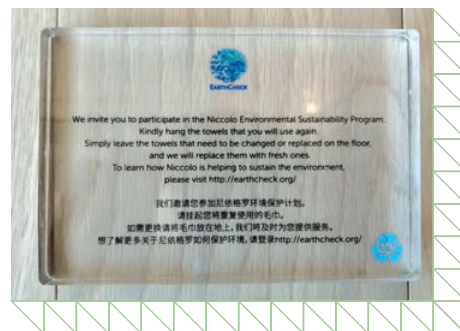 EARTHCHECK
We invite you to participate in the Niccolo Environmental Sustainability Program.
Kindly hang the towels that you will use again.
Simply leave the towels that need to be changed or replaced on the floor,
and we will replace them with fresh ones.
To learn how Niccolo is helping to sustain the environment,
please visit http://earthcheck.org/
我们邀请您参加尼依格罗环境保护计划。
请挂起您将重复使用的毛巾。
如需更换请将毛巾放在地上，我们将及时为您提供服务。
想了解更多关于尼依格罗如何保护环境，请登录http://earthcheck.org/